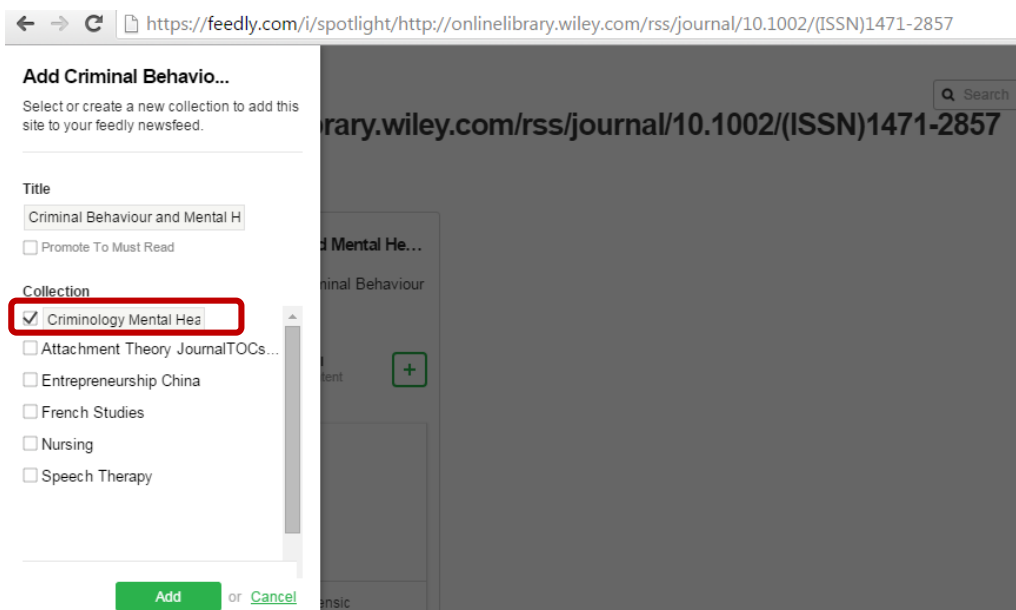 https://feedly.com/i/spotlight/http://onlinelibrary.wiley.com/rss/journal/10.1002/(ISSN)1471-2857
Add Criminal Behavio...
Select or create a new collection to add this
site to your feedly newsfeed.
Search
rary.wiley.com/rss/journal/10.1002/(ISSN)1471-2857
Title
Criminal Behaviour and Mental H
Promote To Must Read
d Mental He...
minal Behaviour
Collection
Criminology Mental Hea
Attachment Theory JournalTOCs...
tent
+
Entrepreneurship China
French Studies
Nursing
Speech Therapy
Add or Cancel
ensic